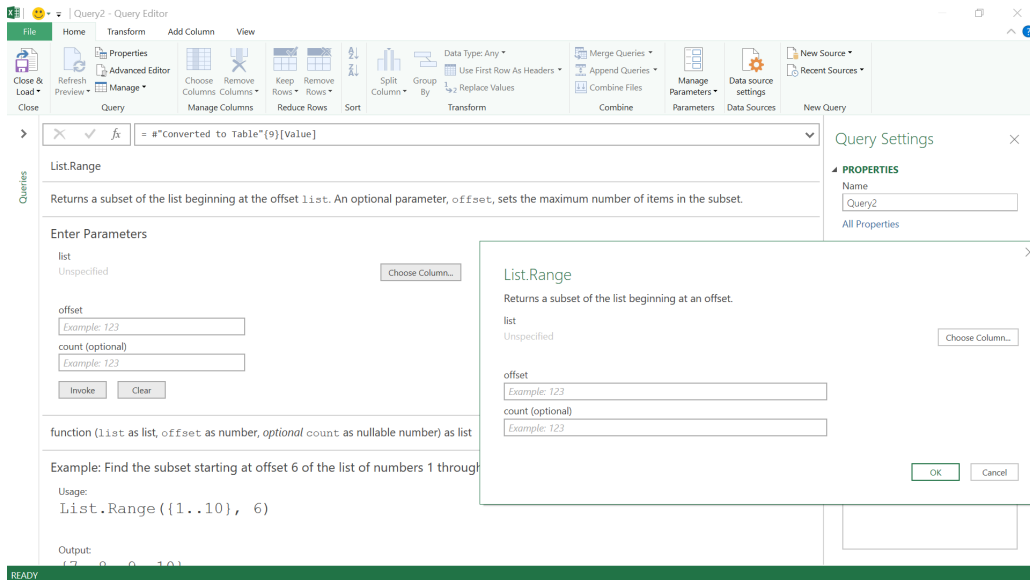 Query2 - Query Editor
File Home Transform Add Column View
Close & Load
Refresh Preview
Properties
Advanced Editor
Manage
Choose Columns
Remove Columns
Keep Rows
Remove Rows
Split Column
Group By
Data Type: Any
Use First Row As Headers
Replace Values
Merge Queries
Append Queries
Combine Files
Manage Parameters
Data source settings
New Source
Recent Sources
Close Query Manage Columns Reduce Rows Sort Transform Combine Parameters Data Sources New Query
Queries
fx = #"Converted to Table"{9}[Value]
List.Range
Returns a subset of the list beginning at the offset list. An optional parameter, offset, sets the maximum number of items in the subset.
Enter Parameters
list
Unspecified
Choose Column...
offset
Example: 123
count (optional)
Example: 123
Invoke Clear
function (list as list, offset as number, optional count as nullable number) as list
Example: Find the subset starting at offset 6 of the list of numbers 1 through
Usage:
List.Range({1..10}, 6)
Output:
Query Settings
PROPERTIES
Name
Query2
All Properties
List.Range
Returns a subset of the list beginning at an offset.
list
Unspecified
Choose Column...
offset
Example: 123
count (optional)
Example: 123
OK Cancel
READY